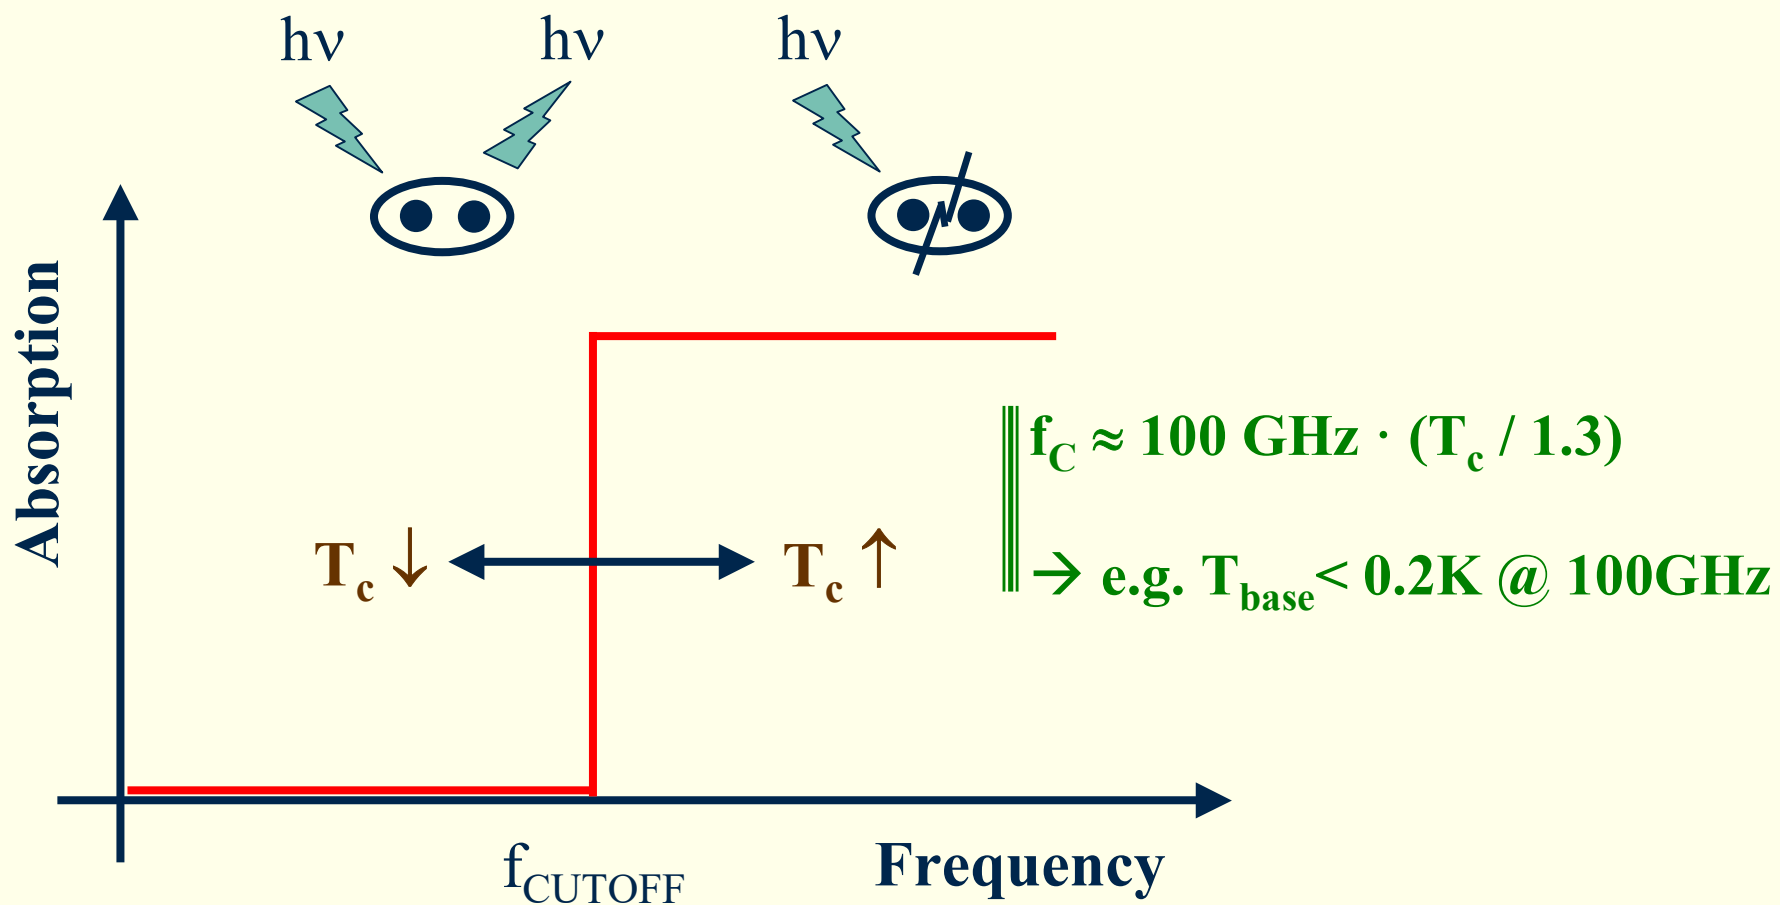 hν hν hν
Absorption
f_C ≈ 100 GHz · (T_c / 1.3)
T_c ↓ T_c ↑
→ e.g. T_base < 0.2K @ 100GHz
f_CUTOFF
Frequency